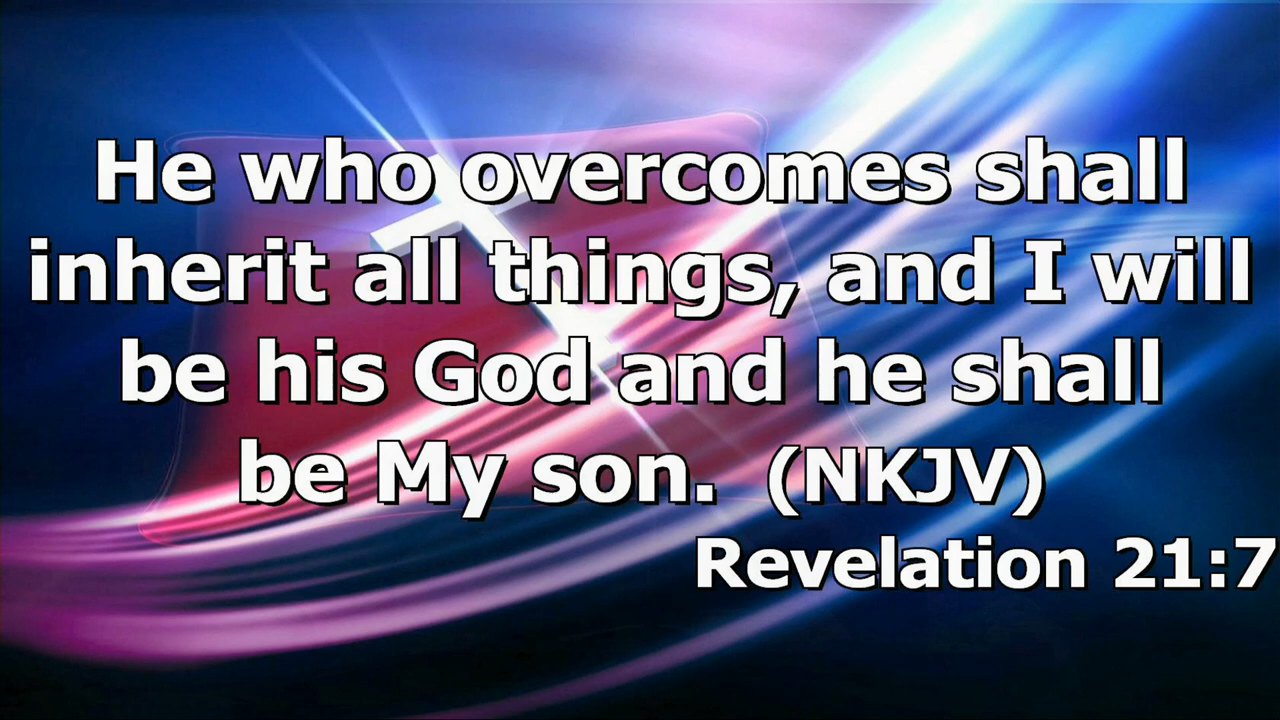 He who overcomes shall
inherit all things, and I will
be his God and he shall
be My son.  (NKJV)
Revelation 21:7